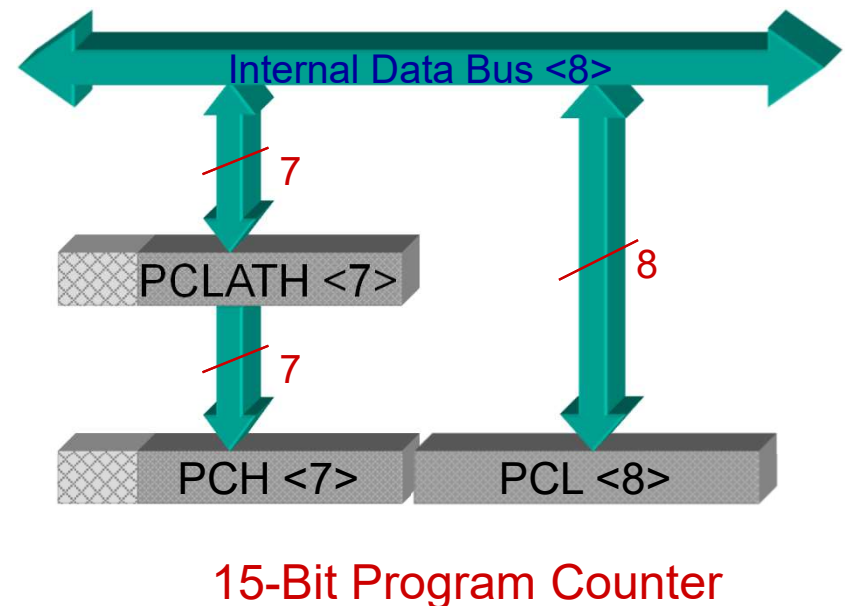 Internal Data Bus <8>
7
8
PCLATH <7>
7
PCH <7>
PCL <8>
15-Bit Program Counter